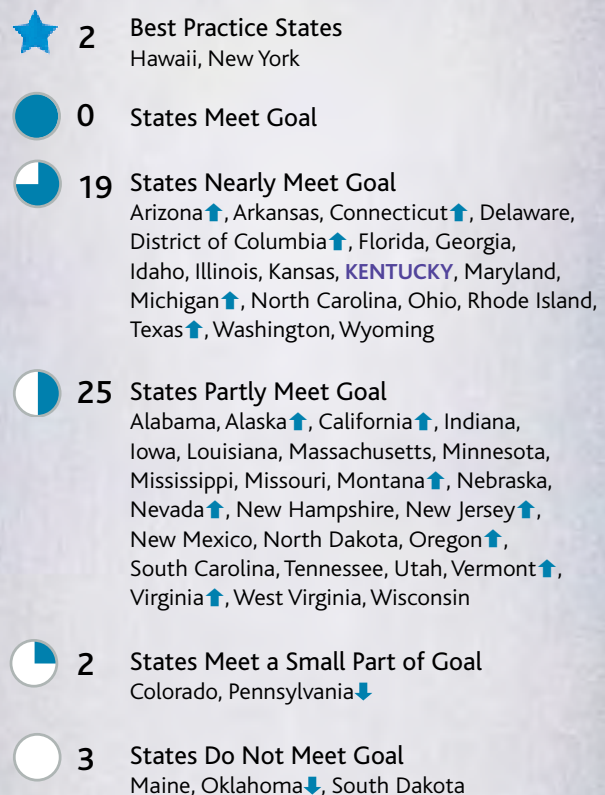 2 Best Practice States
Hawaii, New York
0 States Meet Goal
19 States Nearly Meet Goal
Arizona⬆, Arkansas, Connecticut⬆, Delaware,
District of Columbia⬆, Florida, Georgia,
Idaho, Illinois, Kansas, KENTUCKY, Maryland,
Michigan⬆, North Carolina, Ohio, Rhode Island,
Texas⬆, Washington, Wyoming
25 States Partly Meet Goal
Alabama, Alaska⬆, California⬆, Indiana,
Iowa, Louisiana, Massachusetts, Minnesota,
Mississippi, Missouri, Montana⬆, Nebraska,
Nevada⬆, New Hampshire, New Jersey⬆,
New Mexico, North Dakota, Oregon⬆,
South Carolina, Tennessee, Utah, Vermont⬆,
Virginia⬆, West Virginia, Wisconsin
2 States Meet a Small Part of Goal
Colorado, Pennsylvania⬇
3 States Do Not Meet Goal
Maine, Oklahoma⬇, South Dakota